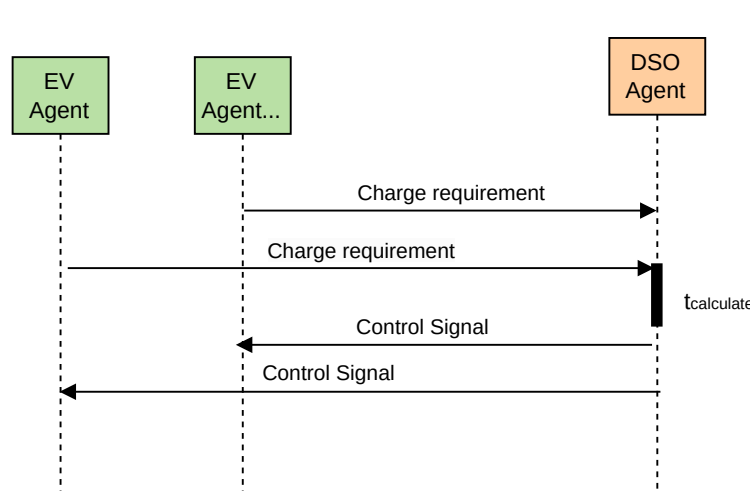 EV
Agent
EV
Agent...
DSO
Agent
Charge requirement
Charge requirement
tcalculate
Control Signal
Control Signal